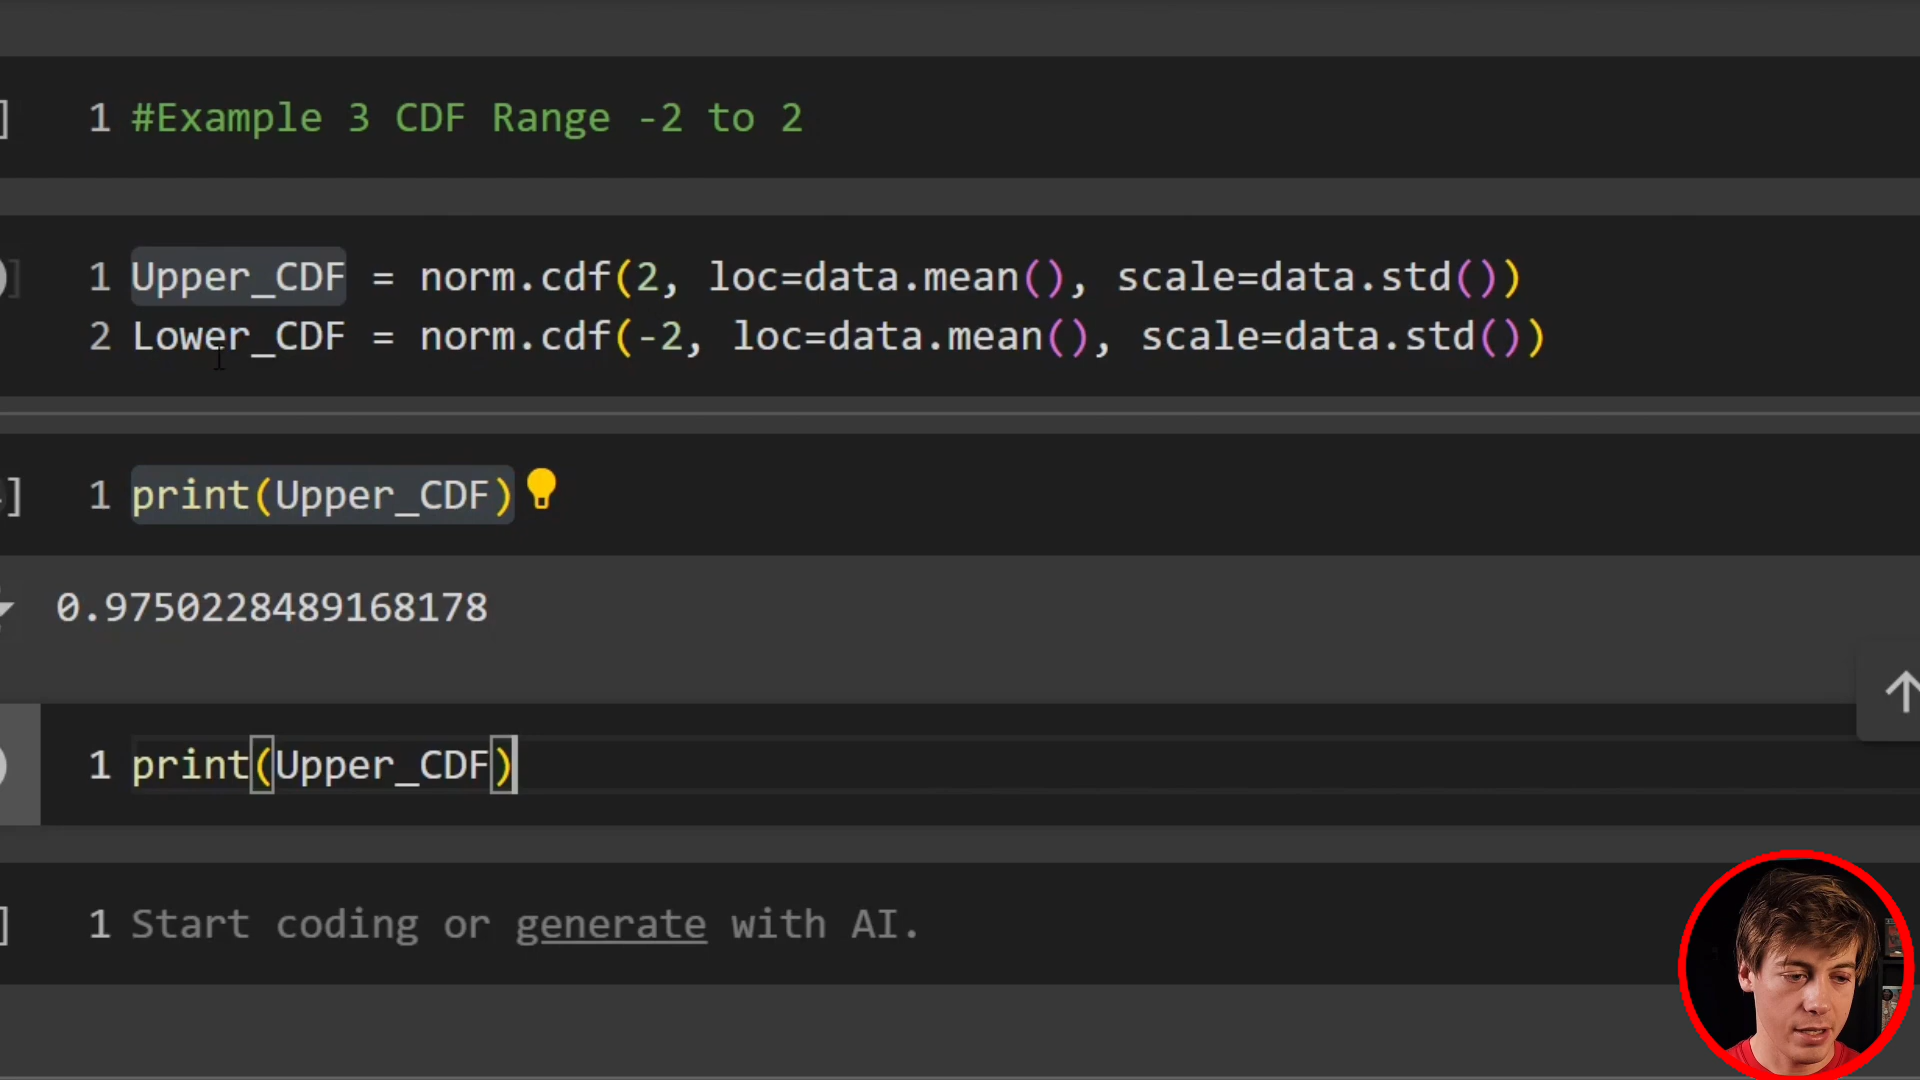 1 #Example 3 CDF Range -2 to 2
1 Upper_CDF = norm.cdf(2, loc=data.mean(), scale=data.std())
2 Lower_CDF = norm.cdf(-2, loc=data.mean(), scale=data.std())
1 print(Upper_CDF)
0.9750228489168178
1 print(Upper_CDF)
1 Start coding or generate with AI.